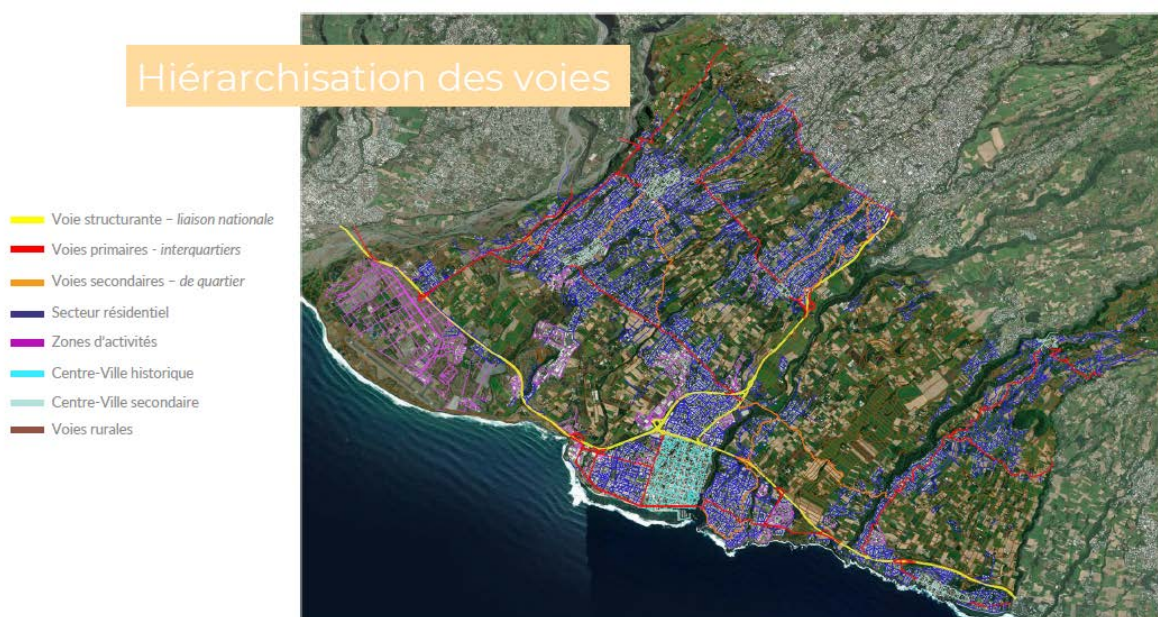 Hiérarchisation des voies
Voie structurante – liaison nationale
Voies primaires - interquartiers
Voies secondaires – de quartier
Secteur résidentiel
Zones d'activités
Centre-Ville historique
Centre-Ville secondaire
Voies rurales